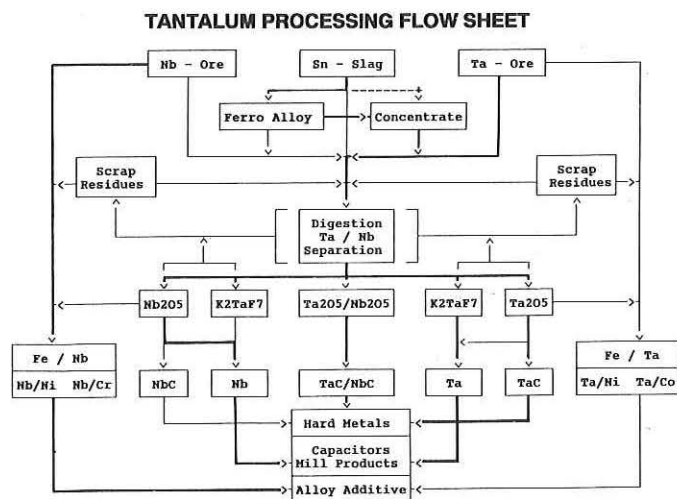 TANTALUM PROCESSING FLOW SHEET
Nb - Ore
Sn - Slag
Ta - Ore
Ferro Alloy
Concentrate
Scrap
Residues
Scrap
Residues
Digestion
Ta / Nb
Separation
Nb2O5
K2TaF7
Ta2O5/Nb2O5
K2TaF7
Ta2O5
Fe / Nb
Nb/Ni Nb/Cr
NbC
Nb
TaC/NbC
Ta
TaC
Fe / Ta
Ta/Ni Ta/Co
Hard Metals
Capacitors
Mill Products
Alloy Additive